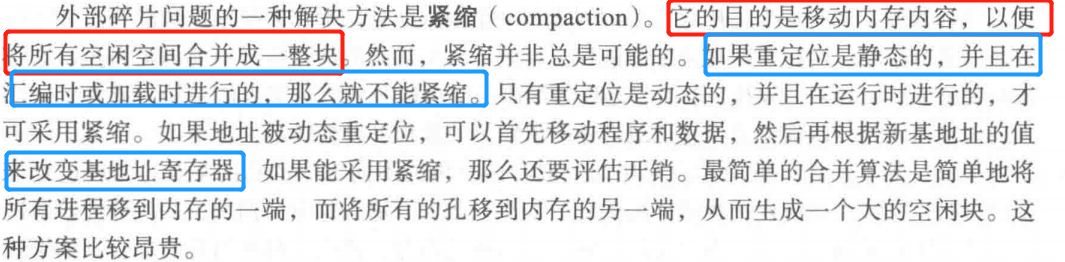 外部碎片问题的一种解决方法是紧缩（compaction）。它的目的是移动内存内容，以便
将所有空闲空间合并成一整块。然而，紧缩并非总是可能的。如果重定位是静态的，并且在
汇编时或加载时进行的，那么就不能紧缩。只有重定位是动态的，并且在运行时进行的，才
可采用紧缩。如果地址被动态重定位，可以首先移动程序和数据，然后再根据新基地址的值
来改变基地址寄存器。如果能采用紧缩，那么还要评估开销。最简单的合并算法是简单地将
所有进程移到内存的一端，而将所有的孔移到内存的另一端，从而生成一个大的空闲块。这
种方案比较昂贵。